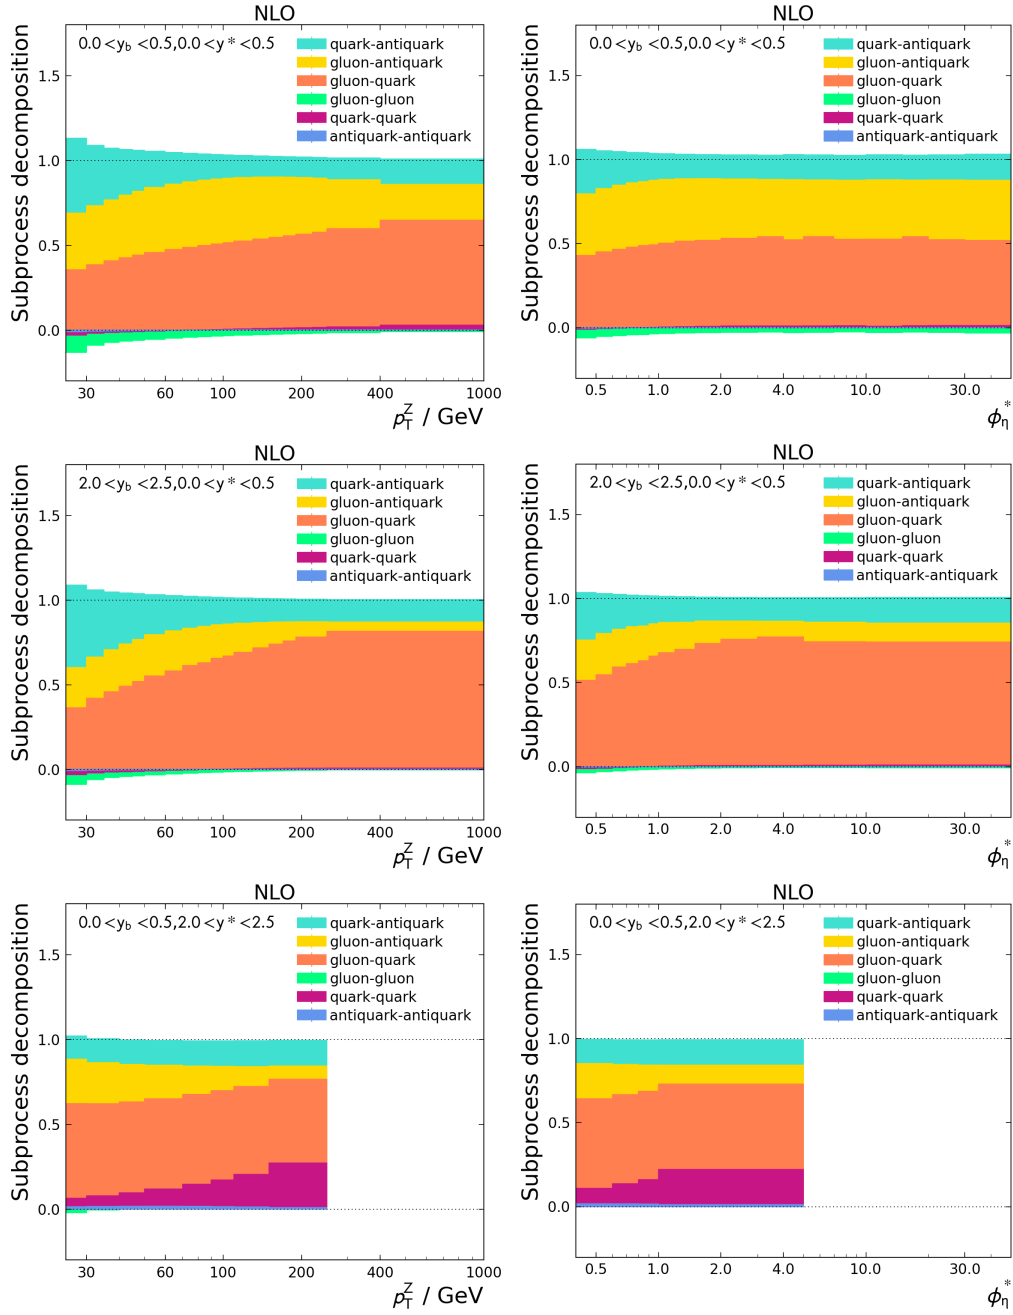 NLO
0.0<y_b<0.5,0.0<y*<0.5
quark-antiquark
gluon-antiquark
gluon-quark
gluon-gluon
quark-quark
antiquark-antiquark
Subprocess decomposition
1.5
1.0
0.5
0.0
30 60 100 200 400 1000
p_T^Z / GeV
NLO
0.0<y_b<0.5,0.0<y*<0.5
quark-antiquark
gluon-antiquark
gluon-quark
gluon-gluon
quark-quark
antiquark-antiquark
Subprocess decomposition
1.5
1.0
0.5
0.0
0.5 1.0 2.0 4.0 10.0 30.0
ϕ_η^*
NLO
2.0<y_b<2.5,0.0<y*<0.5
quark-antiquark
gluon-antiquark
gluon-quark
gluon-gluon
quark-quark
antiquark-antiquark
Subprocess decomposition
1.5
1.0
0.5
0.0
30 60 100 200 400 1000
p_T^Z / GeV
NLO
2.0<y_b<2.5,0.0<y*<0.5
quark-antiquark
gluon-antiquark
gluon-quark
gluon-gluon
quark-quark
antiquark-antiquark
Subprocess decomposition
1.5
1.0
0.5
0.0
0.5 1.0 2.0 4.0 10.0 30.0
ϕ_η^*
NLO
0.0<y_b<0.5,2.0<y*<2.5
quark-antiquark
gluon-antiquark
gluon-quark
gluon-gluon
quark-quark
antiquark-antiquark
Subprocess decomposition
1.5
1.0
0.5
0.0
30 60 100 200 400 1000
p_T^Z / GeV
NLO
0.0<y_b<0.5,2.0<y*<2.5
quark-antiquark
gluon-antiquark
gluon-quark
gluon-gluon
quark-quark
antiquark-antiquark
Subprocess decomposition
1.5
1.0
0.5
0.0
0.5 1.0 2.0 4.0 10.0 30.0
ϕ_η^*